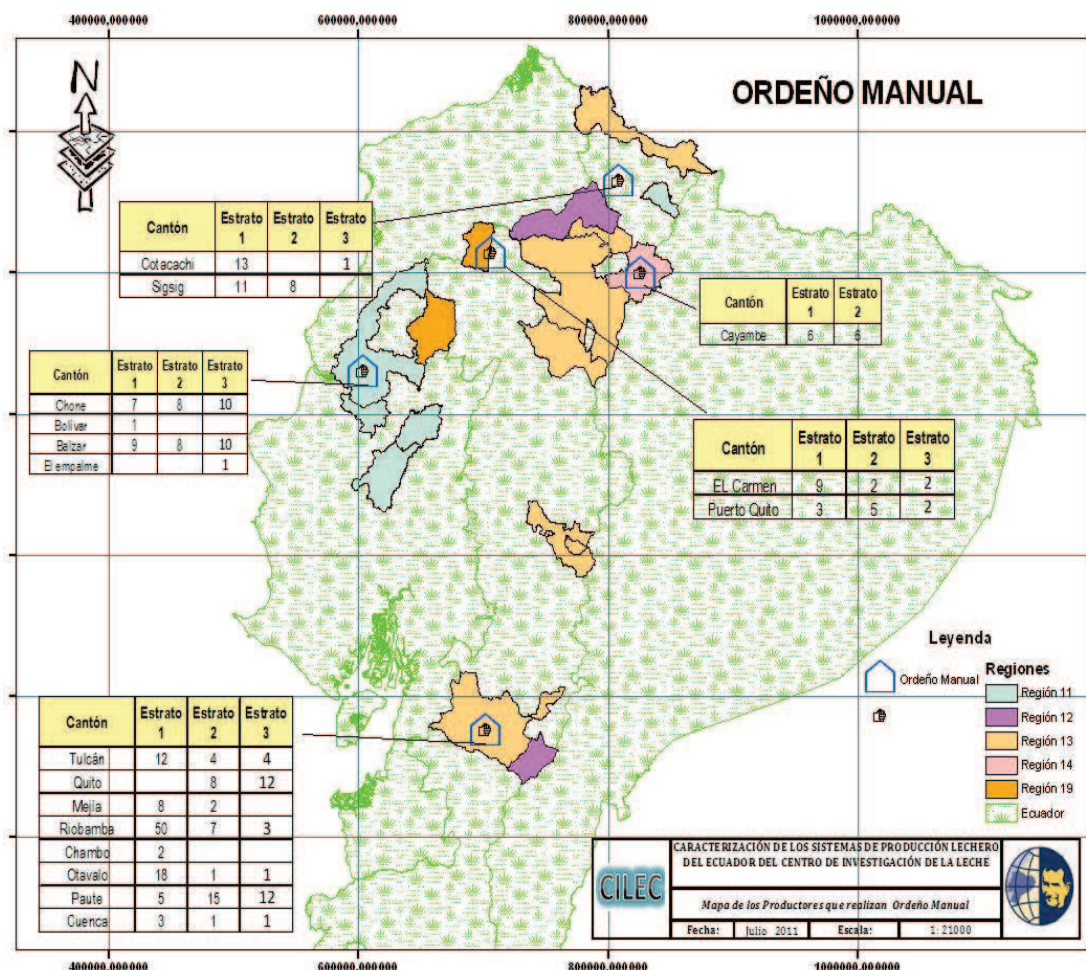 400000,000000 600000,000000 800000,000000 1000000,000000
ORDEÑO MANUAL
N
Cantón Estrato 1 Estrato 2 Estrato 3
Cotacachi 13 1
Sigsig 11 8
Cantón Estrato 1 Estrato 2
Cayambe 6 6
Cantón Estrato 1 Estrato 2 Estrato 3
Chone 7 8 10
Bolívar 1
Balzar 9 8 10
El empalme 1
Cantón Estrato 1 Estrato 2 Estrato 3
EL Carmen 9 2 2
Puerto Quito 3 5 2
Cantón Estrato 1 Estrato 2 Estrato 3
Tulcán 12 4 4
Quito 8 12
Mejía 8 2
Riobamba 50 7 3
Chambo 2
Otavalo 18 1 1
Paute 5 15 12
Cuenca 3 1 1
Leyenda
Ordeño Manual
Regiones
Región 11
Región 12
Región 13
Región 14
Región 19
Ecuador
CILEC
CARACTERIZACIÓN DE LOS SISTEMAS DE PRODUCCIÓN LECHERO
DEL ECUADOR DEL CENTRO DE INVESTIGACIÓN DE LA LECHE
Mapa de los Productores que realizan Ordeño Manual
Fecha: Julio 2011 Escala: 1: 21000
400000,000000 600000,000000 800000,000000 1000000,000000